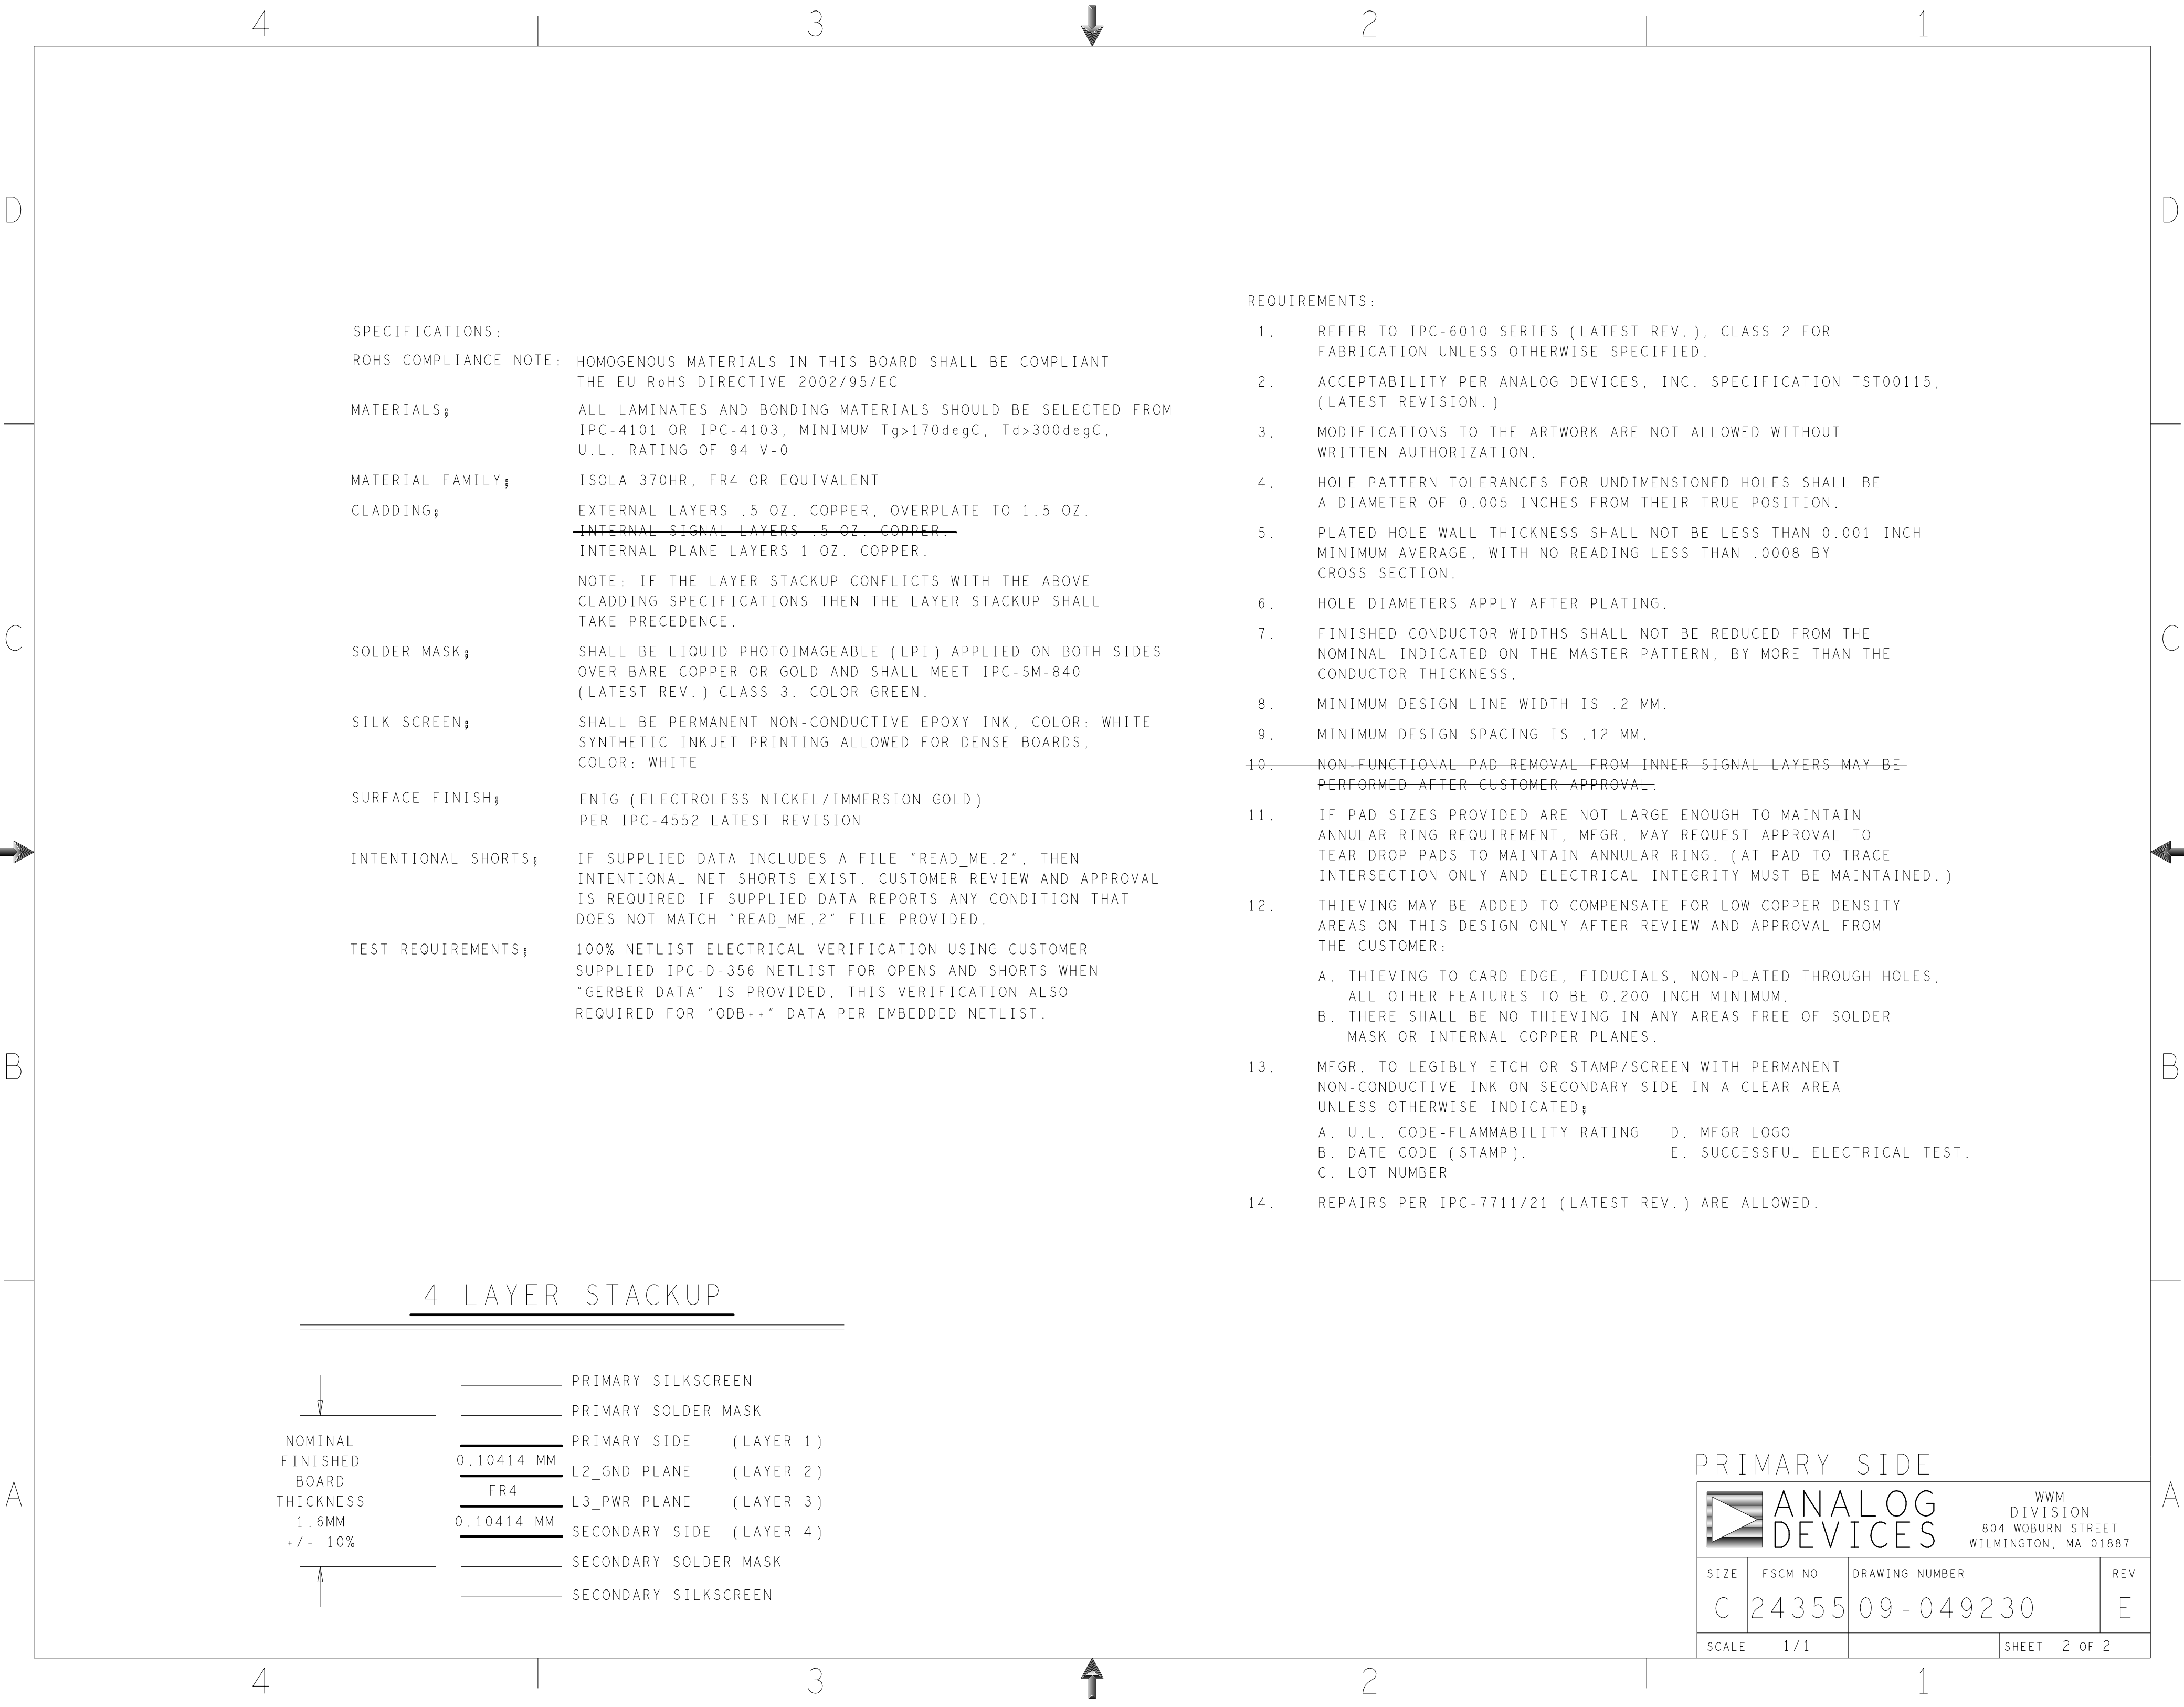 4 3 2 1
D D
SPECIFICATIONS:
ROHS COMPLIANCE NOTE: HOMOGENOUS MATERIALS IN THIS BOARD SHALL BE COMPLIANT
THE EU RoHS DIRECTIVE 2002/95/EC
MATERIALS; ALL LAMINATES AND BONDING MATERIALS SHOULD BE SELECTED FROM
IPC-4101 OR IPC-4103, MINIMUM Tg>170degC, Td>300degC,
U.L. RATING OF 94 V-0
MATERIAL FAMILY; ISOLA 370HR, FR4 OR EQUIVALENT
CLADDING; EXTERNAL LAYERS .5 OZ. COPPER, OVERPLATE TO 1.5 OZ.
INTERNAL SIGNAL LAYERS .5 OZ. COPPER.
INTERNAL PLANE LAYERS 1 OZ. COPPER.
NOTE: IF THE LAYER STACKUP CONFLICTS WITH THE ABOVE
CLADDING SPECIFICATIONS THEN THE LAYER STACKUP SHALL
TAKE PRECEDENCE.
SOLDER MASK; SHALL BE LIQUID PHOTOIMAGEABLE (LPI) APPLIED ON BOTH SIDES
OVER BARE COPPER OR GOLD AND SHALL MEET IPC-SM-840
(LATEST REV.) CLASS 3. COLOR GREEN.
SILK SCREEN; SHALL BE PERMANENT NON-CONDUCTIVE EPOXY INK, COLOR: WHITE
SYNTHETIC INKJET PRINTING ALLOWED FOR DENSE BOARDS,
COLOR: WHITE
SURFACE FINISH; ENIG (ELECTROLESS NICKEL/IMMERSION GOLD)
PER IPC-4552 LATEST REVISION
INTENTIONAL SHORTS; IF SUPPLIED DATA INCLUDES A FILE "READ_ME.2", THEN
INTENTIONAL NET SHORTS EXIST. CUSTOMER REVIEW AND APPROVAL
IS REQUIRED IF SUPPLIED DATA REPORTS ANY CONDITION THAT
DOES NOT MATCH "READ_ME.2" FILE PROVIDED.
TEST REQUIREMENTS; 100% NETLIST ELECTRICAL VERIFICATION USING CUSTOMER
SUPPLIED IPC-D-356 NETLIST FOR OPENS AND SHORTS WHEN
"GERBER DATA" IS PROVIDED. THIS VERIFICATION ALSO
REQUIRED FOR "ODB++" DATA PER EMBEDDED NETLIST.
REQUIREMENTS:
1. REFER TO IPC-6010 SERIES (LATEST REV.), CLASS 2 FOR
FABRICATION UNLESS OTHERWISE SPECIFIED.
2. ACCEPTABILITY PER ANALOG DEVICES, INC. SPECIFICATION TST00115,
(LATEST REVISION.)
3. MODIFICATIONS TO THE ARTWORK ARE NOT ALLOWED WITHOUT
WRITTEN AUTHORIZATION.
4. HOLE PATTERN TOLERANCES FOR UNDIMENSIONED HOLES SHALL BE
A DIAMETER OF 0.005 INCHES FROM THEIR TRUE POSITION.
5. PLATED HOLE WALL THICKNESS SHALL NOT BE LESS THAN 0.001 INCH
MINIMUM AVERAGE, WITH NO READING LESS THAN .0008 BY
CROSS SECTION.
6. HOLE DIAMETERS APPLY AFTER PLATING.
7. FINISHED CONDUCTOR WIDTHS SHALL NOT BE REDUCED FROM THE
NOMINAL INDICATED ON THE MASTER PATTERN, BY MORE THAN THE
CONDUCTOR THICKNESS.
8. MINIMUM DESIGN LINE WIDTH IS .2 MM.
9. MINIMUM DESIGN SPACING IS .12 MM.
10. NON-FUNCTIONAL PAD REMOVAL FROM INNER SIGNAL LAYERS MAY BE
PERFORMED AFTER CUSTOMER APPROVAL.
11. IF PAD SIZES PROVIDED ARE NOT LARGE ENOUGH TO MAINTAIN
ANNULAR RING REQUIREMENT, MFGR. MAY REQUEST APPROVAL TO
TEAR DROP PADS TO MAINTAIN ANNULAR RING. (AT PAD TO TRACE
INTERSECTION ONLY AND ELECTRICAL INTEGRITY MUST BE MAINTAINED.)
12. THIEVING MAY BE ADDED TO COMPENSATE FOR LOW COPPER DENSITY
AREAS ON THIS DESIGN ONLY AFTER REVIEW AND APPROVAL FROM
THE CUSTOMER:
A. THIEVING TO CARD EDGE, FIDUCIALS, NON-PLATED THROUGH HOLES,
ALL OTHER FEATURES TO BE 0.200 INCH MINIMUM.
B. THERE SHALL BE NO THIEVING IN ANY AREAS FREE OF SOLDER
MASK OR INTERNAL COPPER PLANES.
13. MFGR. TO LEGIBLY ETCH OR STAMP/SCREEN WITH PERMANENT
NON-CONDUCTIVE INK ON SECONDARY SIDE IN A CLEAR AREA
UNLESS OTHERWISE INDICATED;
A. U.L. CODE-FLAMMABILITY RATING D. MFGR LOGO
B. DATE CODE (STAMP). E. SUCCESSFUL ELECTRICAL TEST.
C. LOT NUMBER
14. REPAIRS PER IPC-7711/21 (LATEST REV.) ARE ALLOWED.
C C
B B
4 LAYER STACKUP
PRIMARY SILKSCREEN
PRIMARY SOLDER MASK
PRIMARY SIDE (LAYER 1)
0.10414 MM
L2_GND PLANE (LAYER 2)
FR4
L3_PWR PLANE (LAYER 3)
0.10414 MM
SECONDARY SIDE (LAYER 4)
SECONDARY SOLDER MASK
SECONDARY SILKSCREEN
NOMINAL
FINISHED
BOARD
THICKNESS
1.6MM
+/- 10%
A A
PRIMARY SIDE
ANALOG
DEVICES
WWM
DIVISION
804 WOBURN STREET
WILMINGTON, MA 01887
SIZE FSCM NO DRAWING NUMBER REV
C 24355 09-049230 E
SCALE 1/1 SHEET 2 OF 2
4 3 2 1